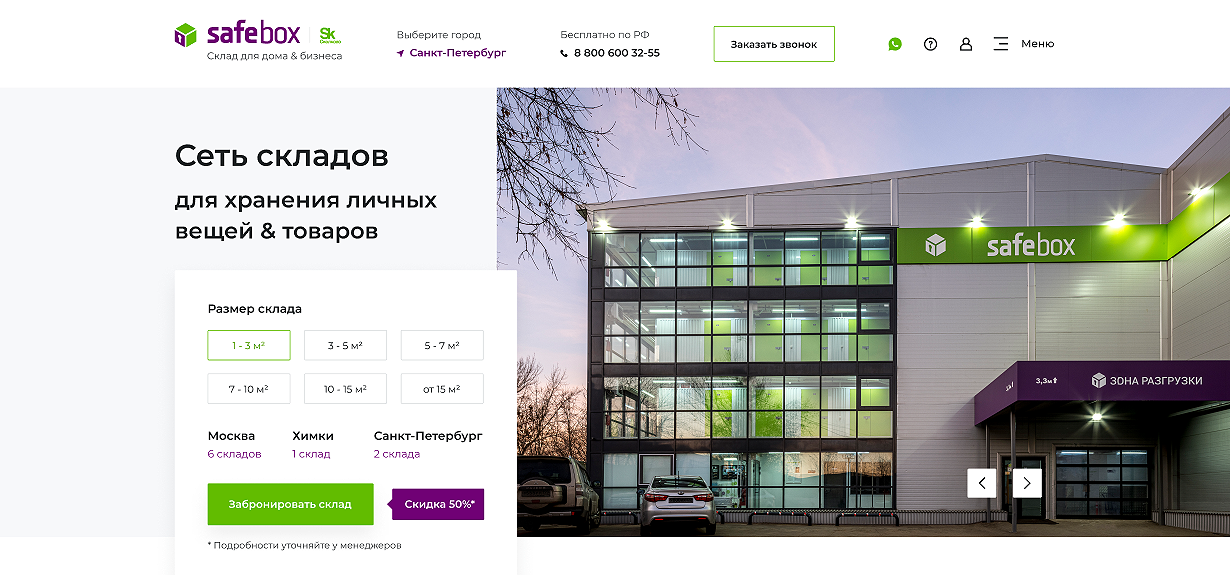 safebox
Sk
Склад для дома & бизнеса
Выберите город
Санкт-Петербург
Бесплатно по РФ
8 800 600 32-55
Заказать звонок
Меню
Сеть складов
для хранения личных
вещей & товаров
Размер склада
1 - 3 м²
3 - 5 м²
5 - 7 м²
7 - 10 м²
10 - 15 м²
от 15 м²
Москва
6 складов
Химки
1 склад
Санкт-Петербург
2 склада
Забронировать склад
Скидка 50%*
* Подробности уточняйте у менеджеров
safebox
3,3м
ЗОНА РАЗГРУЗКИ